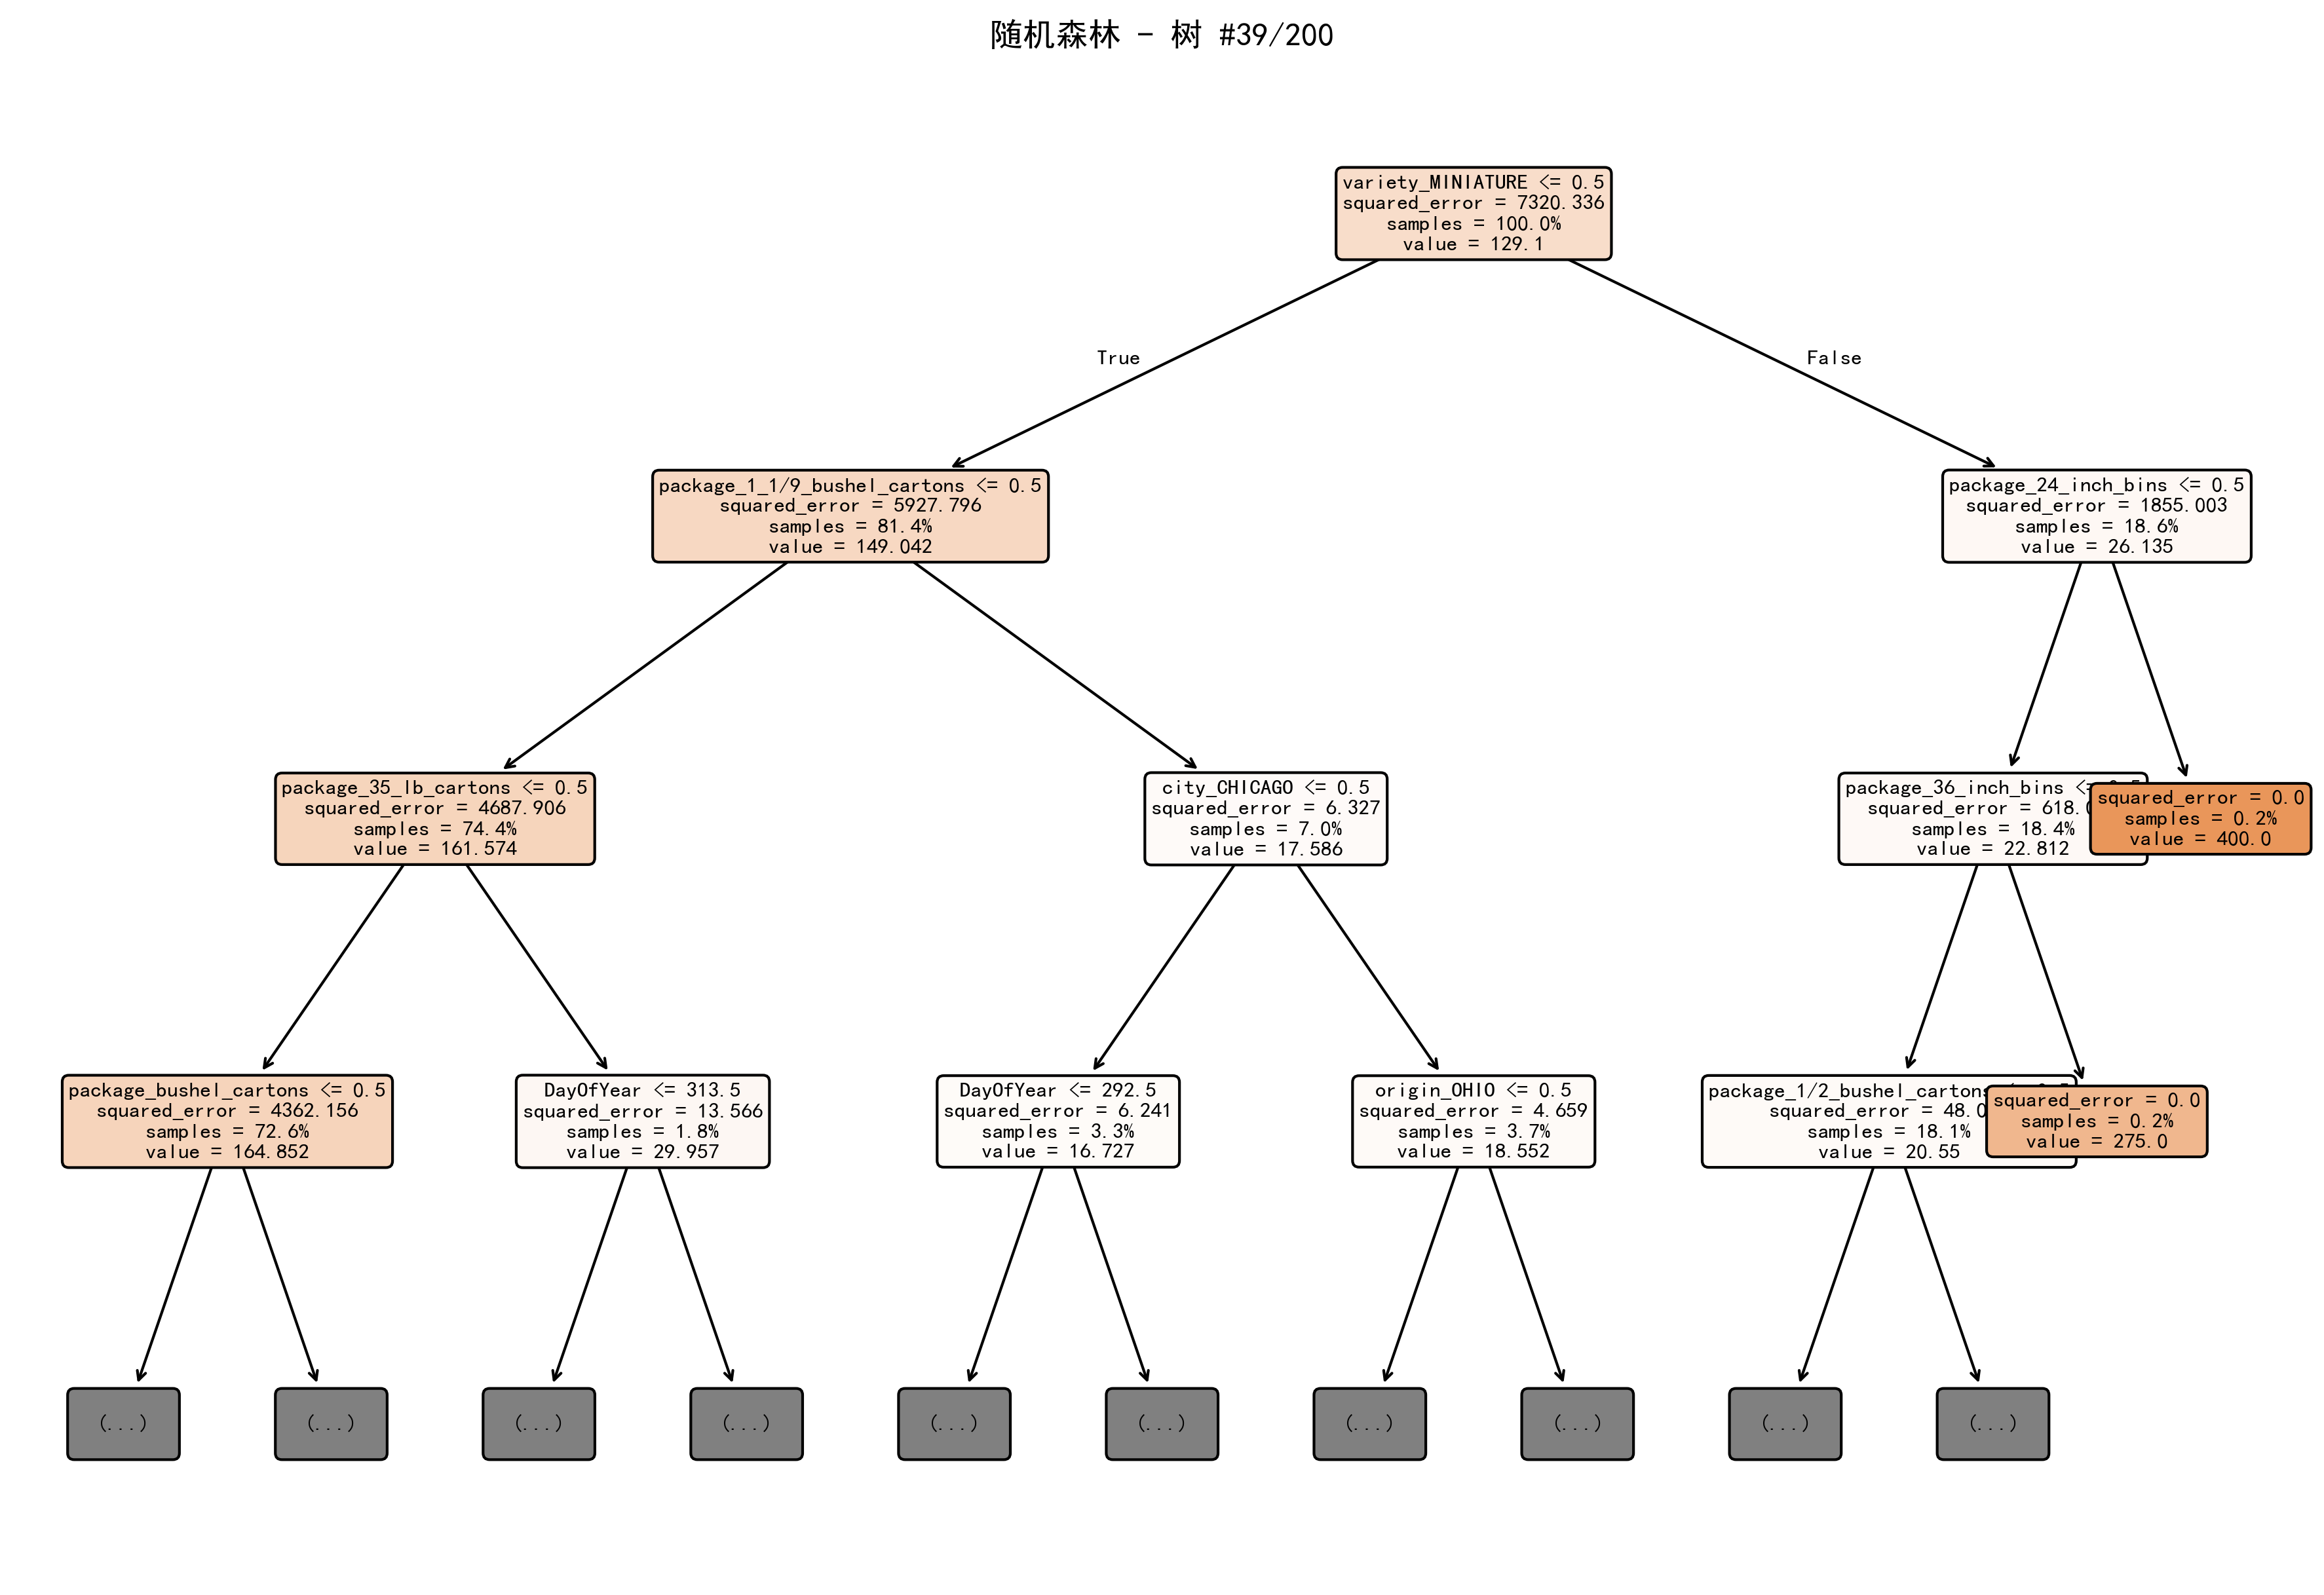 随机森林 - 树 #39/200
variety_MINIATURE <= 0.5
squared_error = 7320.336
samples = 100.0%
value = 129.1
True
False
package_1_1/9_bushel_cartons <= 0.5
squared_error = 5927.796
samples = 81.4%
value = 149.042
package_24_inch_bins <= 0.5
squared_error = 1855.003
samples = 18.6%
value = 26.135
package_35_lb_cartons <= 0.5
squared_error = 4687.906
samples = 74.4%
value = 161.574
city_CHICAGO <= 0.5
squared_error = 6.327
samples = 7.0%
value = 17.586
package_36_inch_bins
squared_error = 618.
samples = 18.4%
value = 22.812
squared_error = 0.0
samples = 0.2%
value = 400.0
package_bushel_cartons <= 0.5
squared_error = 4362.156
samples = 72.6%
value = 164.852
DayOfYear <= 313.5
squared_error = 13.566
samples = 1.8%
value = 29.957
DayOfYear <= 292.5
squared_error = 6.241
samples = 3.3%
value = 16.727
origin_OHIO <= 0.5
squared_error = 4.659
samples = 3.7%
value = 18.552
package_1/2_bushel_cartons
squared_error = 48.0
samples = 18.1%
value = 20.55
squared_error = 0.0
samples = 0.2%
value = 275.0
(...)
(...)
(...)
(...)
(...)
(...)
(...)
(...)
(...)
(...)